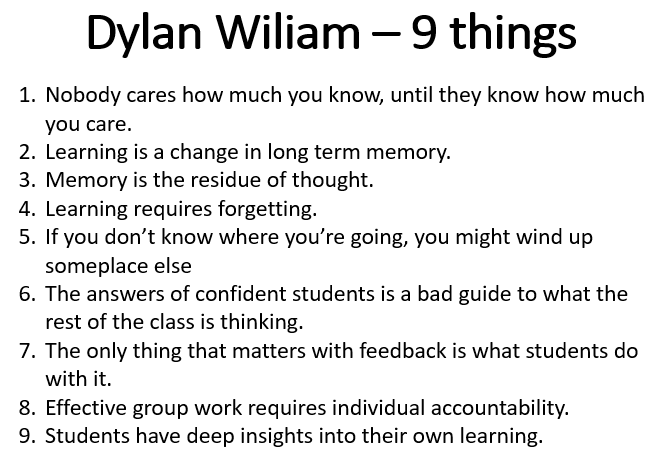 Dylan Wiliam – 9 things
1. Nobody cares how much you know, until they know how much
you care.
2. Learning is a change in long term memory.
3. Memory is the residue of thought.
4. Learning requires forgetting.
5. If you don’t know where you’re going, you might wind up
someplace else
6. The answers of confident students is a bad guide to what the
rest of the class is thinking.
7. The only thing that matters with feedback is what students do
with it.
8. Effective group work requires individual accountability.
9. Students have deep insights into their own learning.